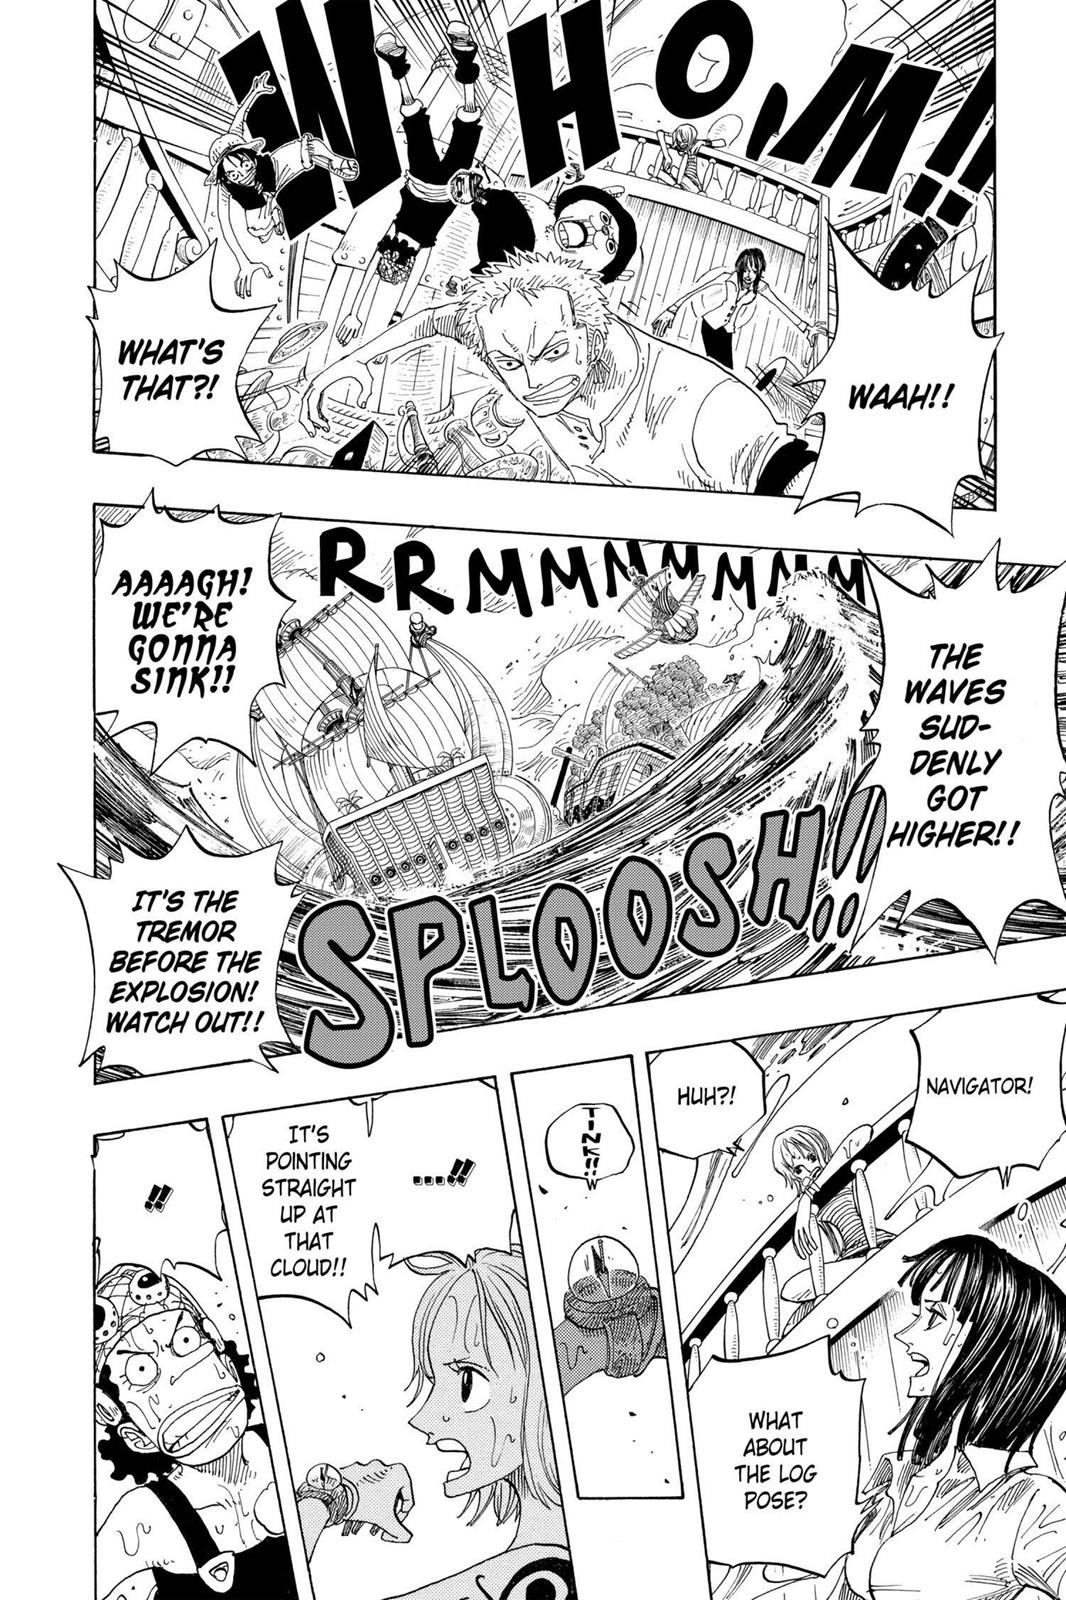 WHOM!!
WAAH!!
WHAT'S
THAT?!
RRMMMMMMMM
THE
WAVES
SUD-
DENLY
GOT
HIGHER!!
AAAAGH!
WE'RE
GONNA
SINK!!
SPLOOSH!!
IT'S THE
TREMOR
BEFORE THE
EXPLOSION!
WATCH OUT!!
NAVIGATOR!
HUH?!
WHAT
ABOUT
THE LOG
POSE?
TINK!!
....!!
IT'S
POINTING
STRAIGHT
UP AT
THAT
CLOUD!!
!!